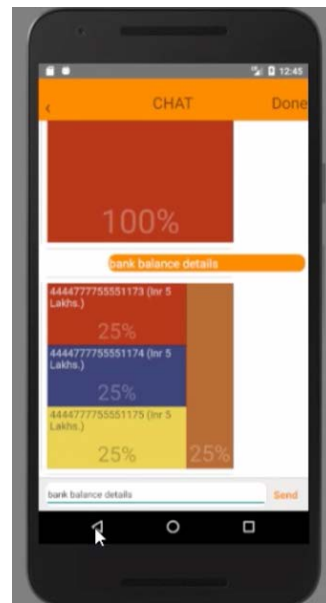 12:45
‹ CHAT Done
100%
bank balance details
4444777755551173 (Inr 5
Lakhs.)
25%
4444777755551174 (Inr 5
Lakhs.)
25%
4444777755551175 (Inr 5
Lakhs.)
25%
25%
bank balance details Send